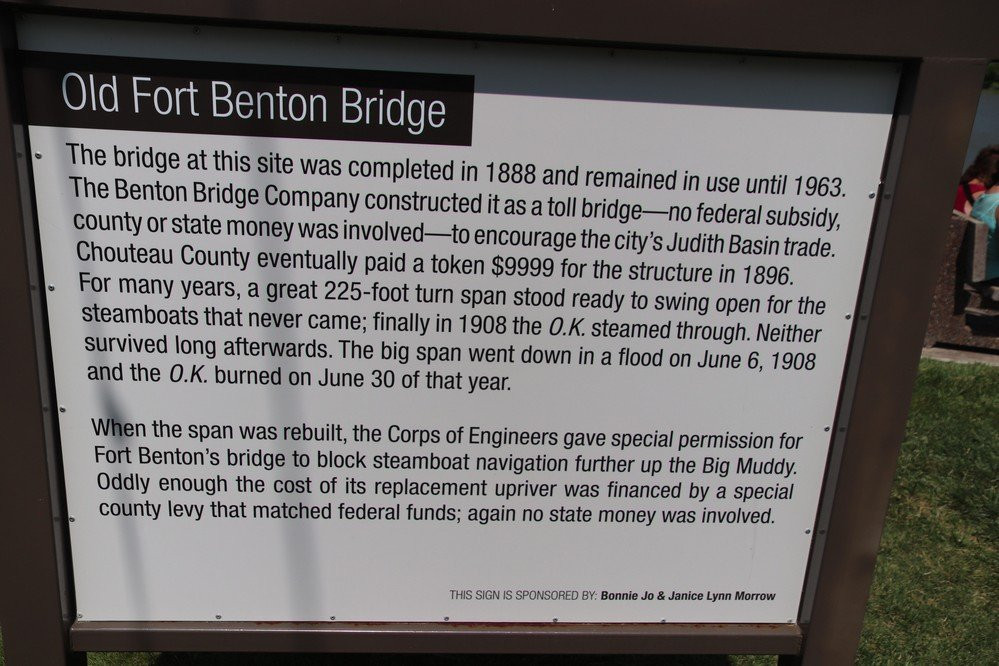 Old Fort Benton Bridge
The bridge at this site was completed in 1888 and remained in use until 1963.
The Benton Bridge Company constructed it as a toll bridge—no federal subsidy,
county or state money was involved—to encourage the city's Judith Basin trade.
Chouteau County eventually paid a token $9999 for the structure in 1896.
For many years, a great 225-foot turn span stood ready to swing open for the
steamboats that never came; finally in 1908 the O.K. steamed through. Neither
survived long afterwards. The big span went down in a flood on June 6, 1908
and the O.K. burned on June 30 of that year.
When the span was rebuilt, the Corps of Engineers gave special permission for
Fort Benton's bridge to block steamboat navigation further up the Big Muddy.
Oddly enough the cost of its replacement upriver was financed by a special
county levy that matched federal funds; again no state money was involved.
THIS SIGN IS SPONSORED BY: Bonnie Jo & Janice Lynn Morrow